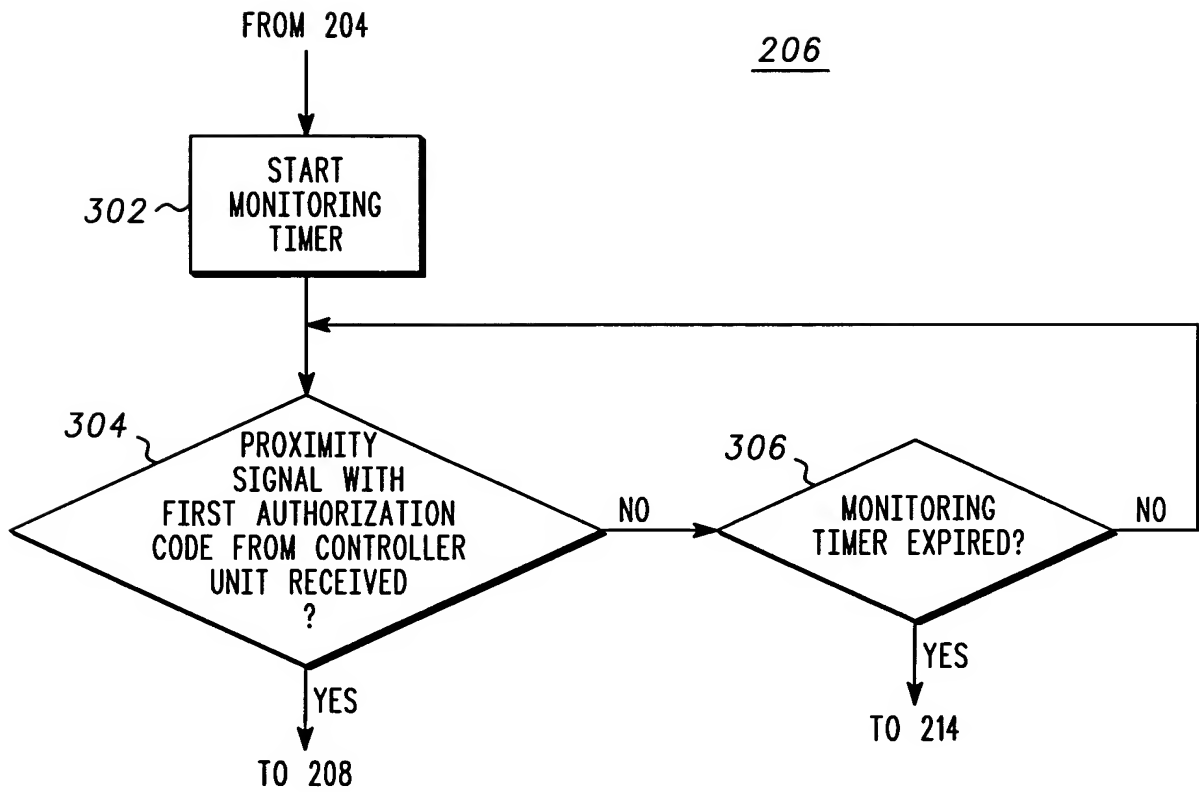 FROM 204
206
302
START
MONITORING
TIMER
304
PROXIMITY
SIGNAL WITH
FIRST AUTHORIZATION
CODE FROM CONTROLLER
UNIT RECEIVED
?
NO
306
MONITORING
TIMER EXPIRED?
NO
YES
TO 208
YES
TO 214